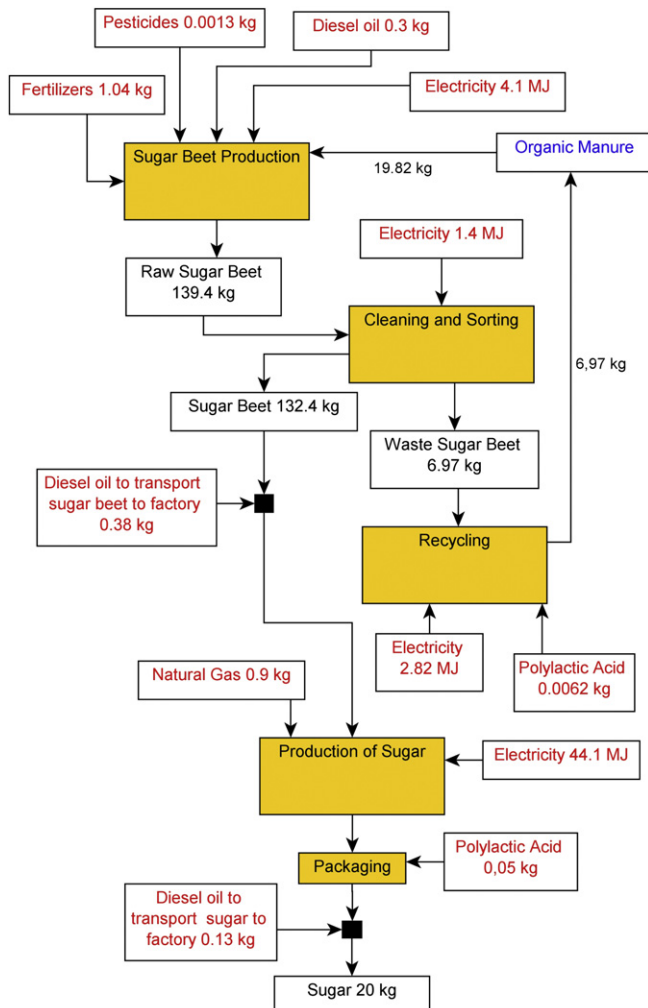 Pesticides 0.0013 kg
Diesel oil 0.3 kg
Fertilizers 1.04 kg
Electricity 4.1 MJ
Sugar Beet Production
Organic Manure
19.82 kg
Electricity 1.4 MJ
Raw Sugar Beet
139.4 kg
Cleaning and Sorting
6,97 kg
Sugar Beet 132.4 kg
Waste Sugar Beet
6.97 kg
Diesel oil to transport
sugar beet to factory
0.38 kg
Recycling
Electricity
2.82 MJ
Polylactic Acid
0.0062 kg
Natural Gas 0.9 kg
Production of Sugar
Electricity 44.1 MJ
Packaging
Polylactic Acid
0,05 kg
Diesel oil to
transport sugar to
factory 0.13 kg
Sugar 20 kg